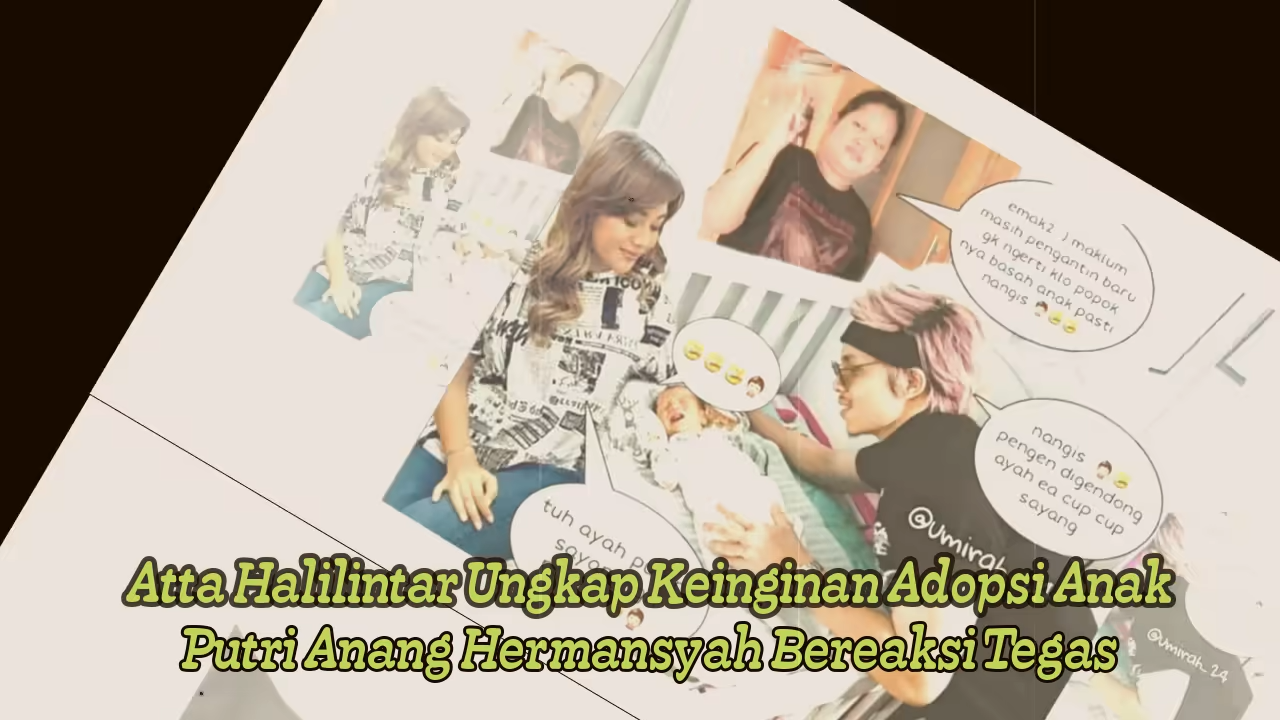 emak2 ) maklum
masih pengantin baru
gk ngerti klo popok
nya basah anak pasti
nangis
nangis
pengen digendong
ayah ea cup cup
sayang
@Umirah
tuh ayah p
Atta Halilintar Ungkap Keinginan Adopsi Anak
Putri Anang Hermansyah Bereaksi Tegas
@Umirah_24